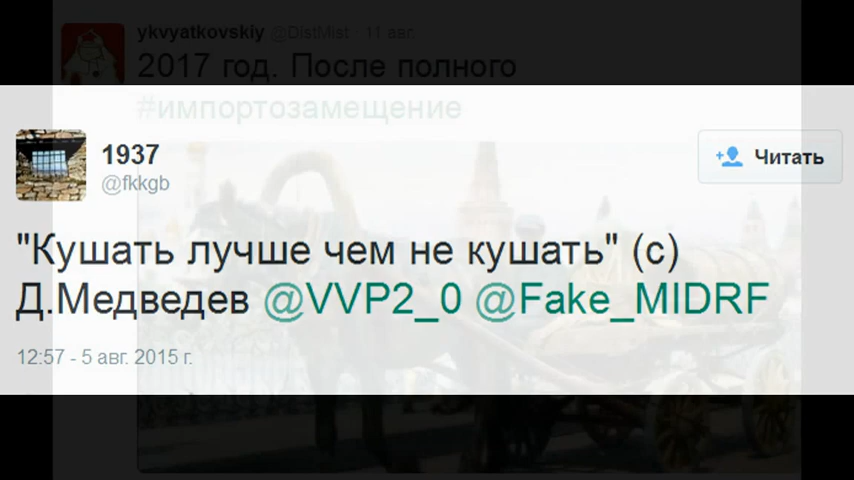 ykvyatkovskiy @DistMist · 11 авг.
2017 год. После полного
#импортозамещение
1937
@fkkgb
Читать
"Кушать лучше чем не кушать" (с)
Д.Медведев @VVP2_0 @Fake_MIDRF
12:57 - 5 авг. 2015 г.